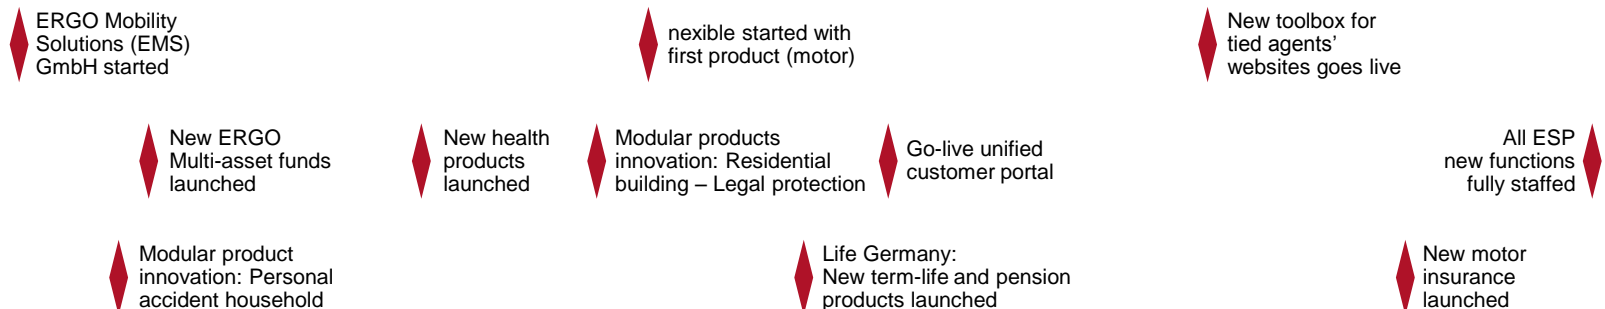 ERGO Mobility
Solutions (EMS)
GmbH started
nexible started with
first product (motor)
New toolbox for
tied agents’
websites goes live
New ERGO
Multi-asset funds
launched
New health
products
launched
Modular products
innovation: Residential
building – Legal protection
Go-live unified
customer portal
All ESP
new functions
fully staffed
Modular product
innovation: Personal
accident household
Life Germany:
New term-life and pension
products launched
New motor
insurance
launched